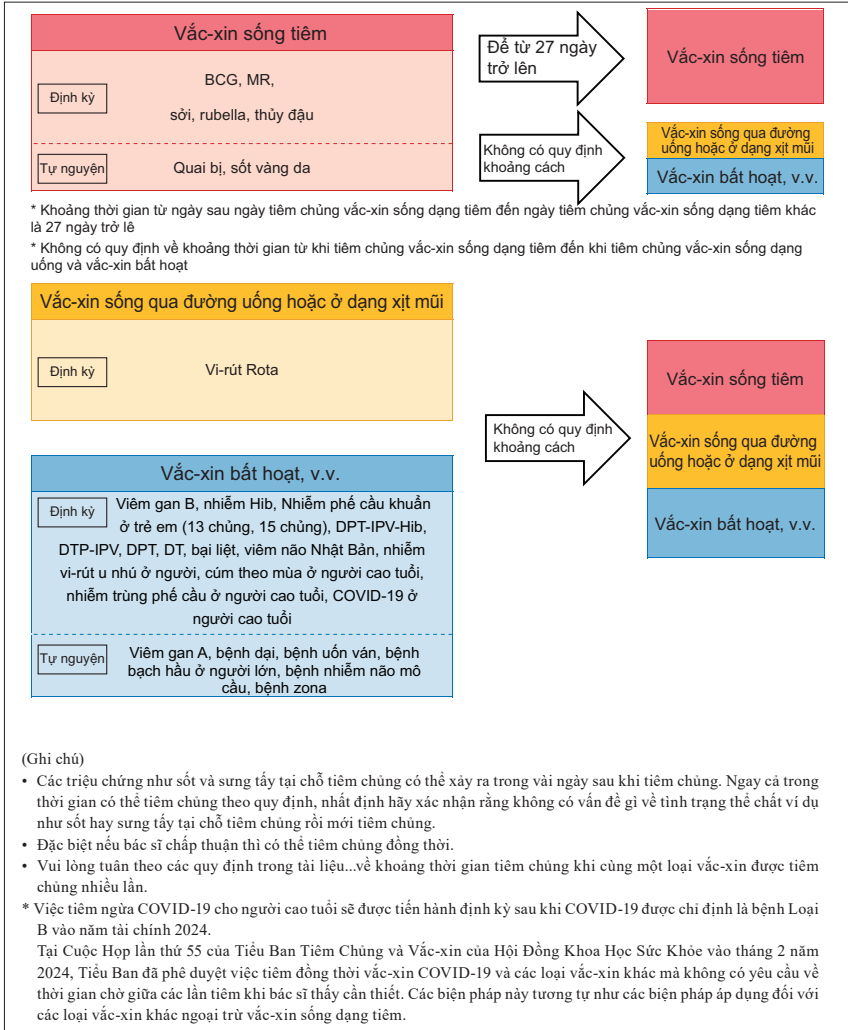 Vắc-xin sống tiêm
Định kỳ
BCG, MR,
sởi, rubella, thủy đậu
Tự nguyện
Quai bị, sốt vàng da
Để từ 27 ngày
trở lên
Vắc-xin sống tiêm
Không có quy định
khoảng cách
Vắc-xin sống qua đường
uống hoặc ở dạng xịt mũi
Vắc-xin bất hoạt, v.v.
* Khoảng thời gian từ ngày sau ngày tiêm chủng vắc-xin sống dạng tiêm đến ngày tiêm chủng vắc-xin sống dạng tiêm khác
là 27 ngày trở lê
* Không có quy định về khoảng thời gian từ khi tiêm chủng vắc-xin sống dạng tiêm đến khi tiêm chủng vắc-xin sống dạng
uống và vắc-xin bất hoạt
Vắc-xin sống qua đường uống hoặc ở dạng xịt mũi
Định kỳ
Vi-rút Rota
Vắc-xin bất hoạt, v.v.
Định kỳ
Viêm gan B, nhiễm Hib, Nhiễm phế cầu khuẩn
ở trẻ em (13 chủng, 15 chủng), DPT-IPV-Hib,
DTP-IPV, DPT, DT, bại liệt, viêm não Nhật Bản, nhiễm
vi-rút u nhú ở người, cúm theo mùa ở người cao tuổi,
nhiễm trùng phế cầu ở người cao tuổi, COVID-19 ở
người cao tuổi
Tự nguyện
Viêm gan A, bệnh dại, bệnh uốn ván, bệnh
bạch hầu ở người lớn, bệnh nhiễm não mô
cầu, bệnh zona
Không có quy định
khoảng cách
Vắc-xin sống tiêm
Vắc-xin sống qua đường
uống hoặc ở dạng xịt mũi
Vắc-xin bất hoạt, v.v.
(Ghi chú)
• Các triệu chứng như sốt và sưng tấy tại chỗ tiêm chủng có thể xảy ra trong vài ngày sau khi tiêm chủng. Ngay cả trong
thời gian có thể tiêm chủng theo quy định, nhất định hãy xác nhận rằng không có vấn đề gì về tình trạng thể chất ví dụ
như sốt hay sưng tấy tại chỗ tiêm chủng rồi mới tiêm chủng.
• Đặc biệt nếu bác sĩ chấp thuận thì có thể tiêm chủng đồng thời.
• Vui lòng tuân theo các quy định trong tài liệu...về khoảng thời gian tiêm chủng khi cùng một loại vắc-xin được tiêm
chủng nhiều lần.
* Việc tiêm ngừa COVID-19 cho người cao tuổi sẽ được tiến hành định kỳ sau khi COVID-19 được chỉ định là bệnh Loại
B vào năm tài chính 2024.
Tại Cuộc Họp lần thứ 55 của Tiểu Ban Tiêm Chủng và Vắc-xin của Hội Đồng Khoa Học Sức Khỏe vào tháng 2 năm
2024, Tiểu Ban đã phê duyệt việc tiêm đồng thời vắc-xin COVID-19 và các loại vắc-xin khác mà không có yêu cầu về
thời gian chờ giữa các lần tiêm khi bác sĩ thấy cần thiết. Các biện pháp này tương tự như các biện pháp áp dụng đối với
các loại vắc-xin khác ngoại trừ vắc-xin sống dạng tiêm.